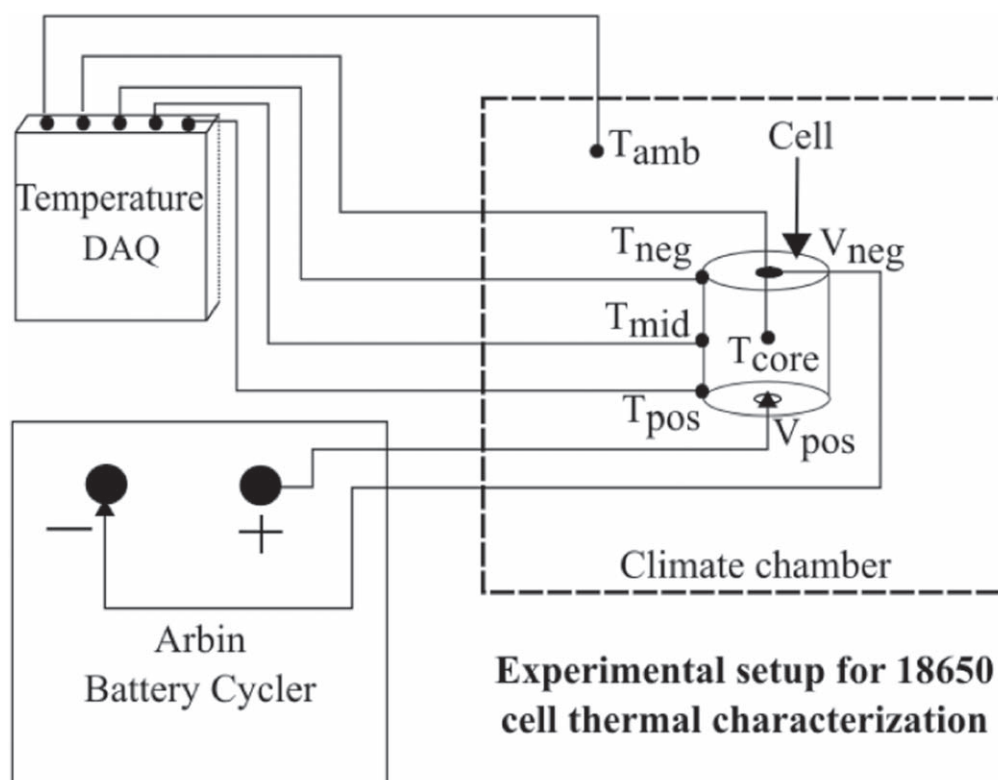 Temperature
DAQ
Tamb
Cell
Tneg
Vneg
Tmid
Tcore
Tpos
Vpos
− +
Climate chamber
Arbin
Battery Cycler
Experimental setup for 18650
cell thermal characterization